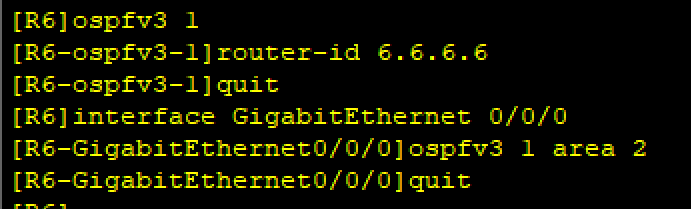 [R6]ospfv3 1
[R6-ospfv3-1]router-id 6.6.6.6
[R6-ospfv3-1]quit
[R6]interface GigabitEthernet 0/0/0
[R6-GigabitEthernet0/0/0]ospfv3 1 area 2
[R6-GigabitEthernet0/0/0]quit